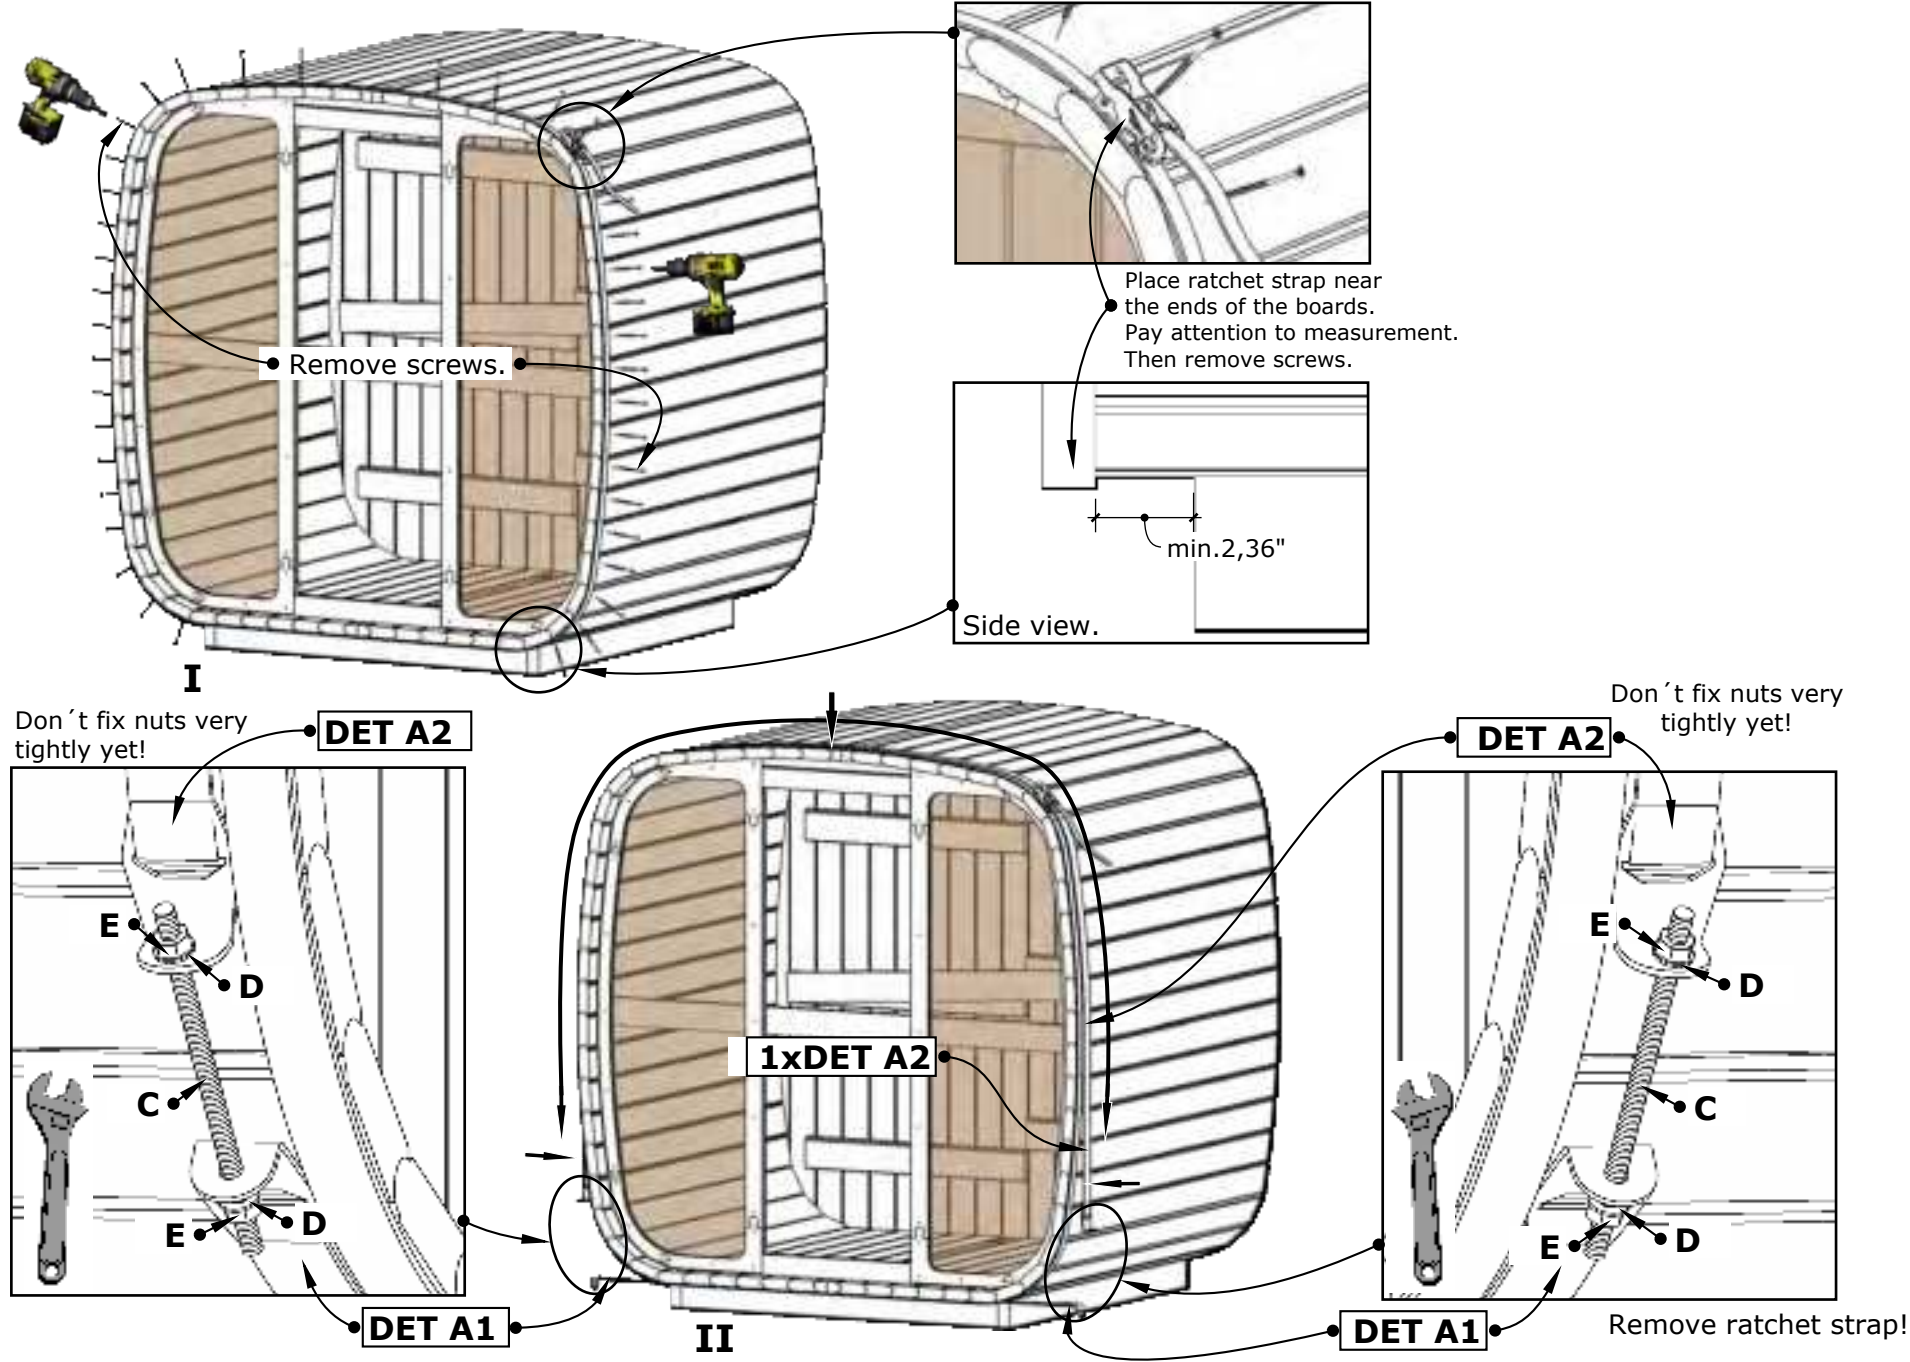 Place ratchet strap near
the ends of the boards.
Pay attention to measurement.
Then remove screws.
Remove screws.
min.2,36"
Side view.
I
Don´t fix nuts very
tightly yet!
DET A2
E
D
C
E
D
DET A1
1xDET A2
II
Don´t fix nuts very
tightly yet!
DET A2
E
D
C
E
D
DET A1
Remove ratchet strap!